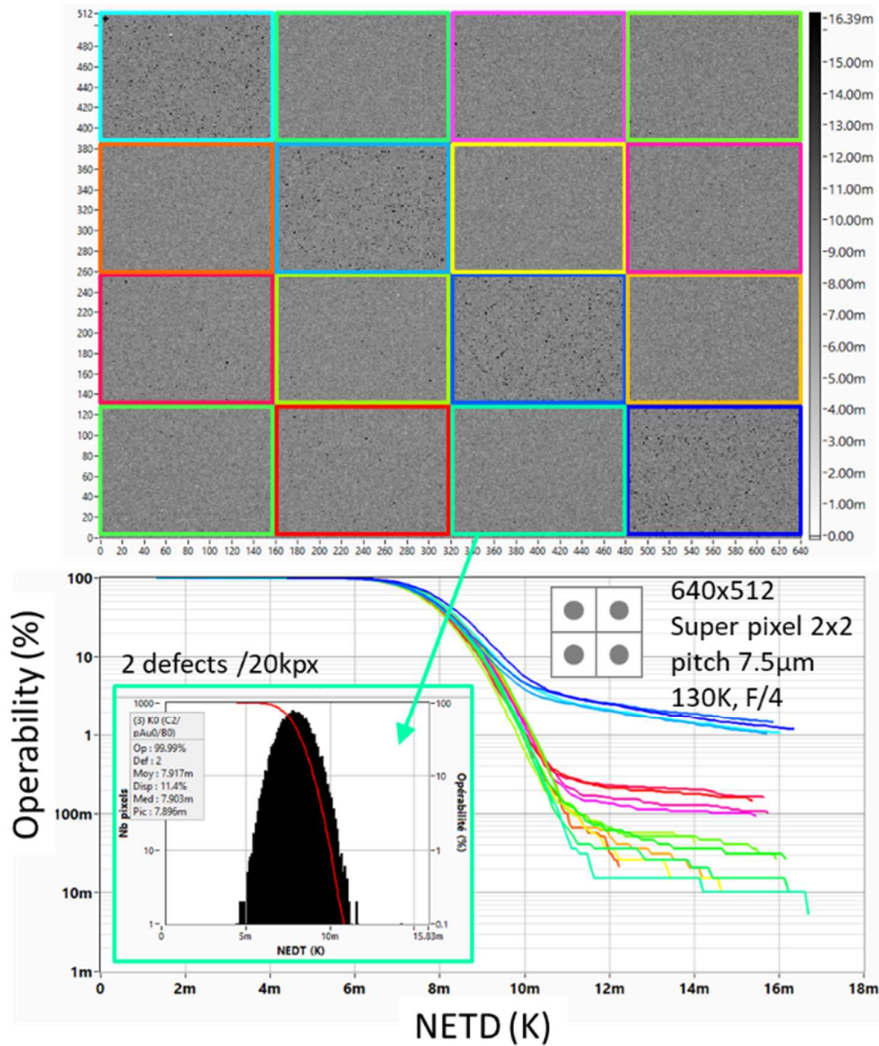 512
480
460
440
420
400
380
360
340
320
300
280
260
240
220
200
180
160
140
120
100
80
60
40
20
0
0 20 40 60 80 100 120 140 160 180 200 220 240 260 280 300 320 340 360 380 400 420 440 460 480 500 520 540 560 580 600 620 640
16.39m
15.00m
14.00m
13.00m
12.00m
11.00m
10.00m
9.00m
8.00m
7.00m
6.00m
5.00m
4.00m
3.00m
2.00m
1.00m
0.00
Operability (%)
100
10
1
100m
10m
1m
0 2m 4m 6m 8m 10m 12m 14m 16m 18m
NETD (K)
640x512
Super pixel 2x2
pitch 7.5µm
130K, F/4
2 defects /20kpx
(3) K0 (C2/
pAu0/B0)
Op : 99.99%
Def : 2
Moy : 7.917m
Disp : 11.4%
Med : 7.903m
Pic : 7.896m
Nb pixels
1000
10
1
100
10
1
0.1
Opérabilité (%)
0 5m 10m 15.83m
NEDT (K)